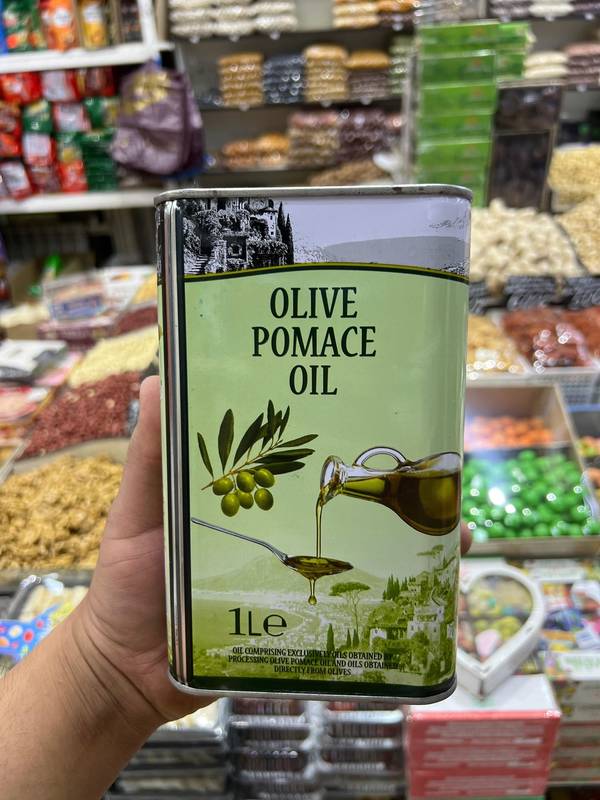 OLIVE
POMACE
OIL
1Le
OIL COMPRISING EXCLUSIVELY OILS OBTAINED BY
PROCESSING OLIVE POMACE OIL AND OILS OBTAINED
DIRECTLY FROM OLIVES